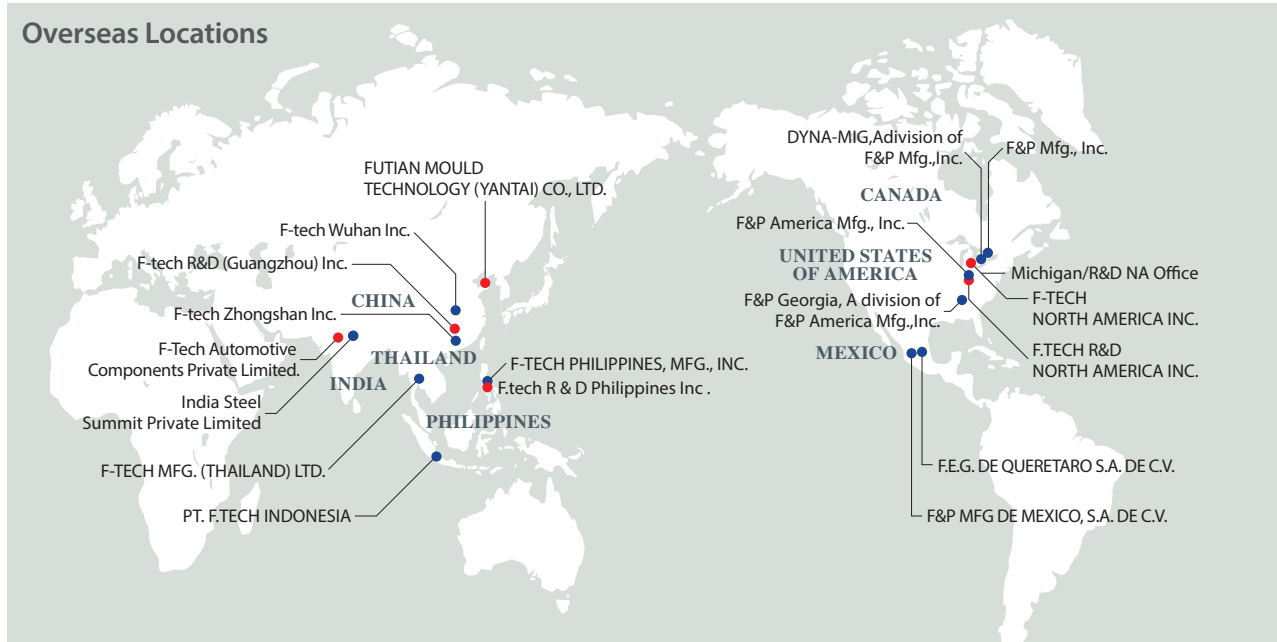 Overseas Locations
FUTIAN MOULD
TECHNOLOGY (YANTAI) CO., LTD.
F-tech Wuhan Inc.
F-tech R&D (Guangzhou) Inc.
CHINA
F-tech Zhongshan Inc.
F-Tech Automotive
Components Private Limited.
THAILAND
INDIA
India Steel
Summit Private Limited
F-TECH PHILIPPINES, MFG., INC.
F.tech R & D Philippines Inc .
PHILIPPINES
F-TECH MFG. (THAILAND) LTD.
PT. F.TECH INDONESIA
DYNA-MIG,Adivision of
F&P Mfg.,Inc.
F&P Mfg., Inc.
CANADA
F&P America Mfg., Inc.
UNITED STATES
OF AMERICA
Michigan/R&D NA Office
F-TECH
NORTH AMERICA INC.
F&P Georgia, A division of
F&P America Mfg.,Inc.
F.TECH R&D
NORTH AMERICA INC.
MEXICO
F.E.G. DE QUERETARO S.A. DE C.V.
F&P MFG DE MEXICO, S.A. DE C.V.